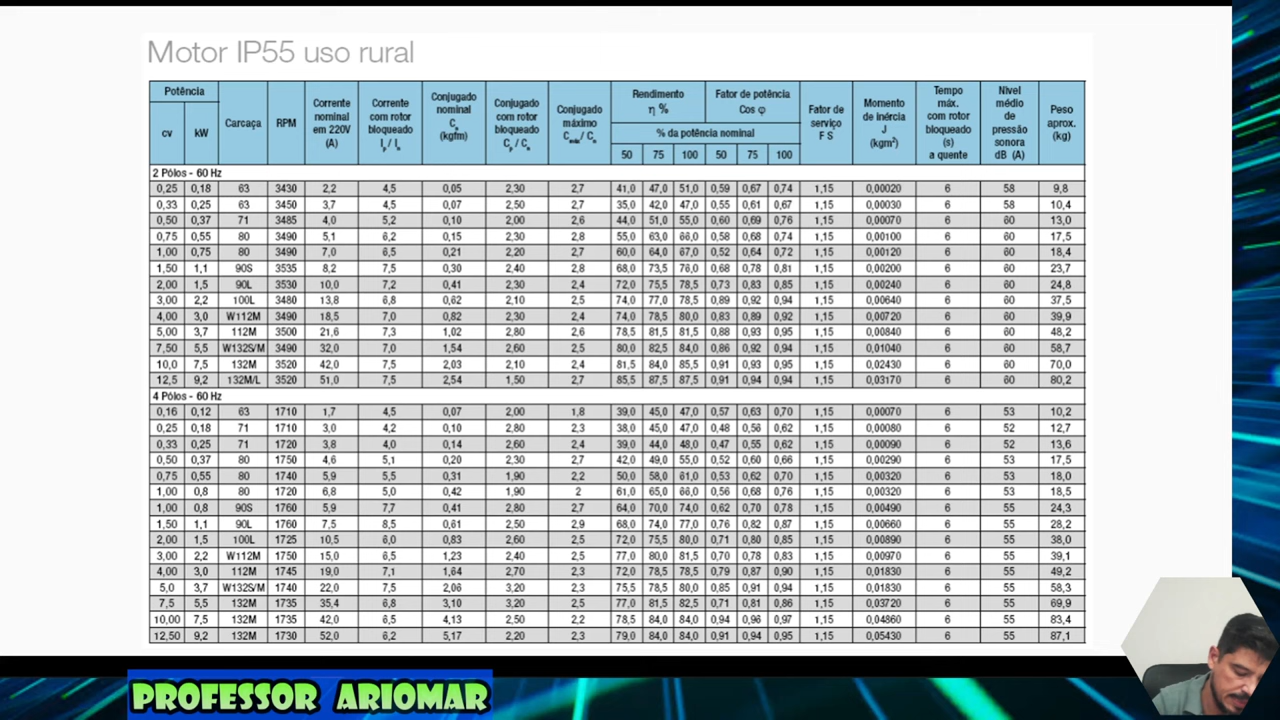 Motor IP55 uso rural
Potência Carcaça RPM Corrente nominal em 220V (A) Corrente com rotor bloqueado Ip / In Conjugado nominal Cn (kgfm) Conjugado com rotor bloqueado Cp / Cn Conjugado máximo Cmáx/ Cn Rendimento η % Fator de potência Cos φ Fator de serviço F S Momento de inércia J (kgm²) Tempo máx. com rotor bloqueado (s) a quente Nível médio de pressão sonora dB (A) Peso aprox. (kg)
% da potência nominal
cv kW 50 75 100 50 75 100
2 Pólos - 60 Hz
0,25 0,18 63 3430 2,2 4,5 0,05 2,30 2,7 41,0 47,0 51,0 0,59 0,67 0,74 1,15 0,00020 6 58 9,8
0,33 0,25 63 3450 3,7 4,5 0,07 2,50 2,7 35,0 42,0 47,0 0,55 0,61 0,67 1,15 0,00030 6 58 10,4
0,50 0,37 71 3485 4,0 5,2 0,10 2,00 2,6 44,0 51,0 55,0 0,60 0,69 0,76 1,15 0,00070 6 60 13,0
0,75 0,55 80 3490 5,1 6,2 0,15 2,30 2,8 55,0 63,0 66,0 0,58 0,68 0,74 1,15 0,00100 6 60 17,5
1,00 0,75 80 3490 7,0 6,5 0,21 2,20 2,7 60,0 64,0 67,0 0,52 0,64 0,72 1,15 0,00120 6 60 18,4
1,50 1,1 90S 3535 8,2 7,5 0,30 2,40 2,8 68,0 73,5 76,0 0,68 0,78 0,81 1,15 0,00200 6 60 23,7
2,00 1,5 90L 3530 10,0 7,2 0,41 2,30 2,4 72,0 75,5 78,5 0,73 0,83 0,85 1,15 0,00240 6 60 24,8
3,00 2,2 100L 3480 13,8 6,8 0,62 2,10 2,5 74,0 77,0 78,5 0,89 0,92 0,94 1,15 0,00640 6 60 37,5
4,00 3,0 W112M 3490 18,5 7,0 0,82 2,30 2,4 74,0 78,5 80,0 0,83 0,89 0,92 1,15 0,00720 6 60 39,9
5,00 3,7 112M 3500 21,6 7,3 1,02 2,80 2,6 78,5 81,5 81,5 0,88 0,93 0,95 1,15 0,00840 6 60 48,2
7,50 5,5 W132S/M 3490 32,0 7,0 1,54 2,60 2,5 80,0 82,5 84,0 0,86 0,92 0,94 1,15 0,01040 6 60 58,7
10,0 7,5 132M 3520 42,0 7,5 2,03 2,10 2,4 81,5 84,0 85,5 0,91 0,93 0,95 1,15 0,02430 6 60 70,0
12,5 9,2 132M/L 3520 51,0 7,5 2,54 1,50 2,7 85,5 87,5 87,5 0,91 0,94 0,94 1,15 0,03170 6 60 80,2
4 Pólos - 60 Hz
0,16 0,12 63 1710 1,7 4,5 0,07 2,00 1,8 39,0 45,0 47,0 0,57 0,63 0,70 1,15 0,00070 6 53 10,2
0,25 0,18 71 1710 3,0 4,2 0,10 2,80 2,3 38,0 45,0 47,0 0,48 0,56 0,62 1,15 0,00080 6 52 12,7
0,33 0,25 71 1720 3,8 4,0 0,14 2,60 2,4 39,0 44,0 48,0 0,47 0,55 0,62 1,15 0,00090 6 52 13,6
0,50 0,37 80 1750 4,6 5,1 0,20 2,30 2,7 42,0 49,0 55,0 0,52 0,60 0,66 1,15 0,00290 6 53 17,5
0,75 0,55 80 1740 5,9 5,5 0,31 1,90 2,2 50,0 58,0 61,0 0,53 0,62 0,70 1,15 0,00320 6 53 18,0
1,00 0,8 80 1720 6,8 5,0 0,42 1,90 2 61,0 65,0 66,0 0,56 0,68 0,76 1,15 0,00320 6 53 18,5
1,00 0,8 90S 1760 5,9 7,7 0,41 2,80 2,9 64,0 70,0 74,0 0,62 0,70 0,78 1,15 0,00490 6 55 24,3
1,50 1,1 90L 1760 7,5 8,5 0,61 2,50 2,9 68,0 74,0 77,0 0,76 0,82 0,87 1,15 0,00660 6 55 28,2
2,00 1,5 100L 1725 10,5 6,0 0,83 2,60 2,5 72,0 75,5 80,0 0,71 0,80 0,85 1,15 0,00890 6 55 38,0
3,00 2,2 W112M 1750 15,0 6,5 1,23 2,40 2,5 77,0 80,0 81,5 0,70 0,78 0,83 1,15 0,00970 6 55 39,1
4,00 3,0 112M 1745 19,0 7,1 1,64 2,70 2,3 72,0 78,5 78,5 0,79 0,87 0,90 1,15 0,01830 6 55 49,2
5,0 3,7 W132S/M 1740 22,0 7,5 2,06 3,20 2,3 75,5 78,5 80,0 0,85 0,91 0,94 1,15 0,01830 6 55 58,3
7,5 5,5 132M 1735 35,4 6,8 3,10 3,20 2,5 77,0 81,5 82,5 0,71 0,81 0,86 1,15 0,03720 6 55 69,9
10,00 7,5 132M 1735 42,0 6,5 4,13 2,50 2,2 78,5 84,0 84,0 0,94 0,96 0,97 1,15 0,04860 6 55 83,4
12,50 9,2 132M 1730 52,0 6,2 5,17 2,20 2,3 79,0 84,0 84,0 0,91 0,94 0,95 1,15 0,05430 6 55 87,1
PROFESSOR ARIOMAR